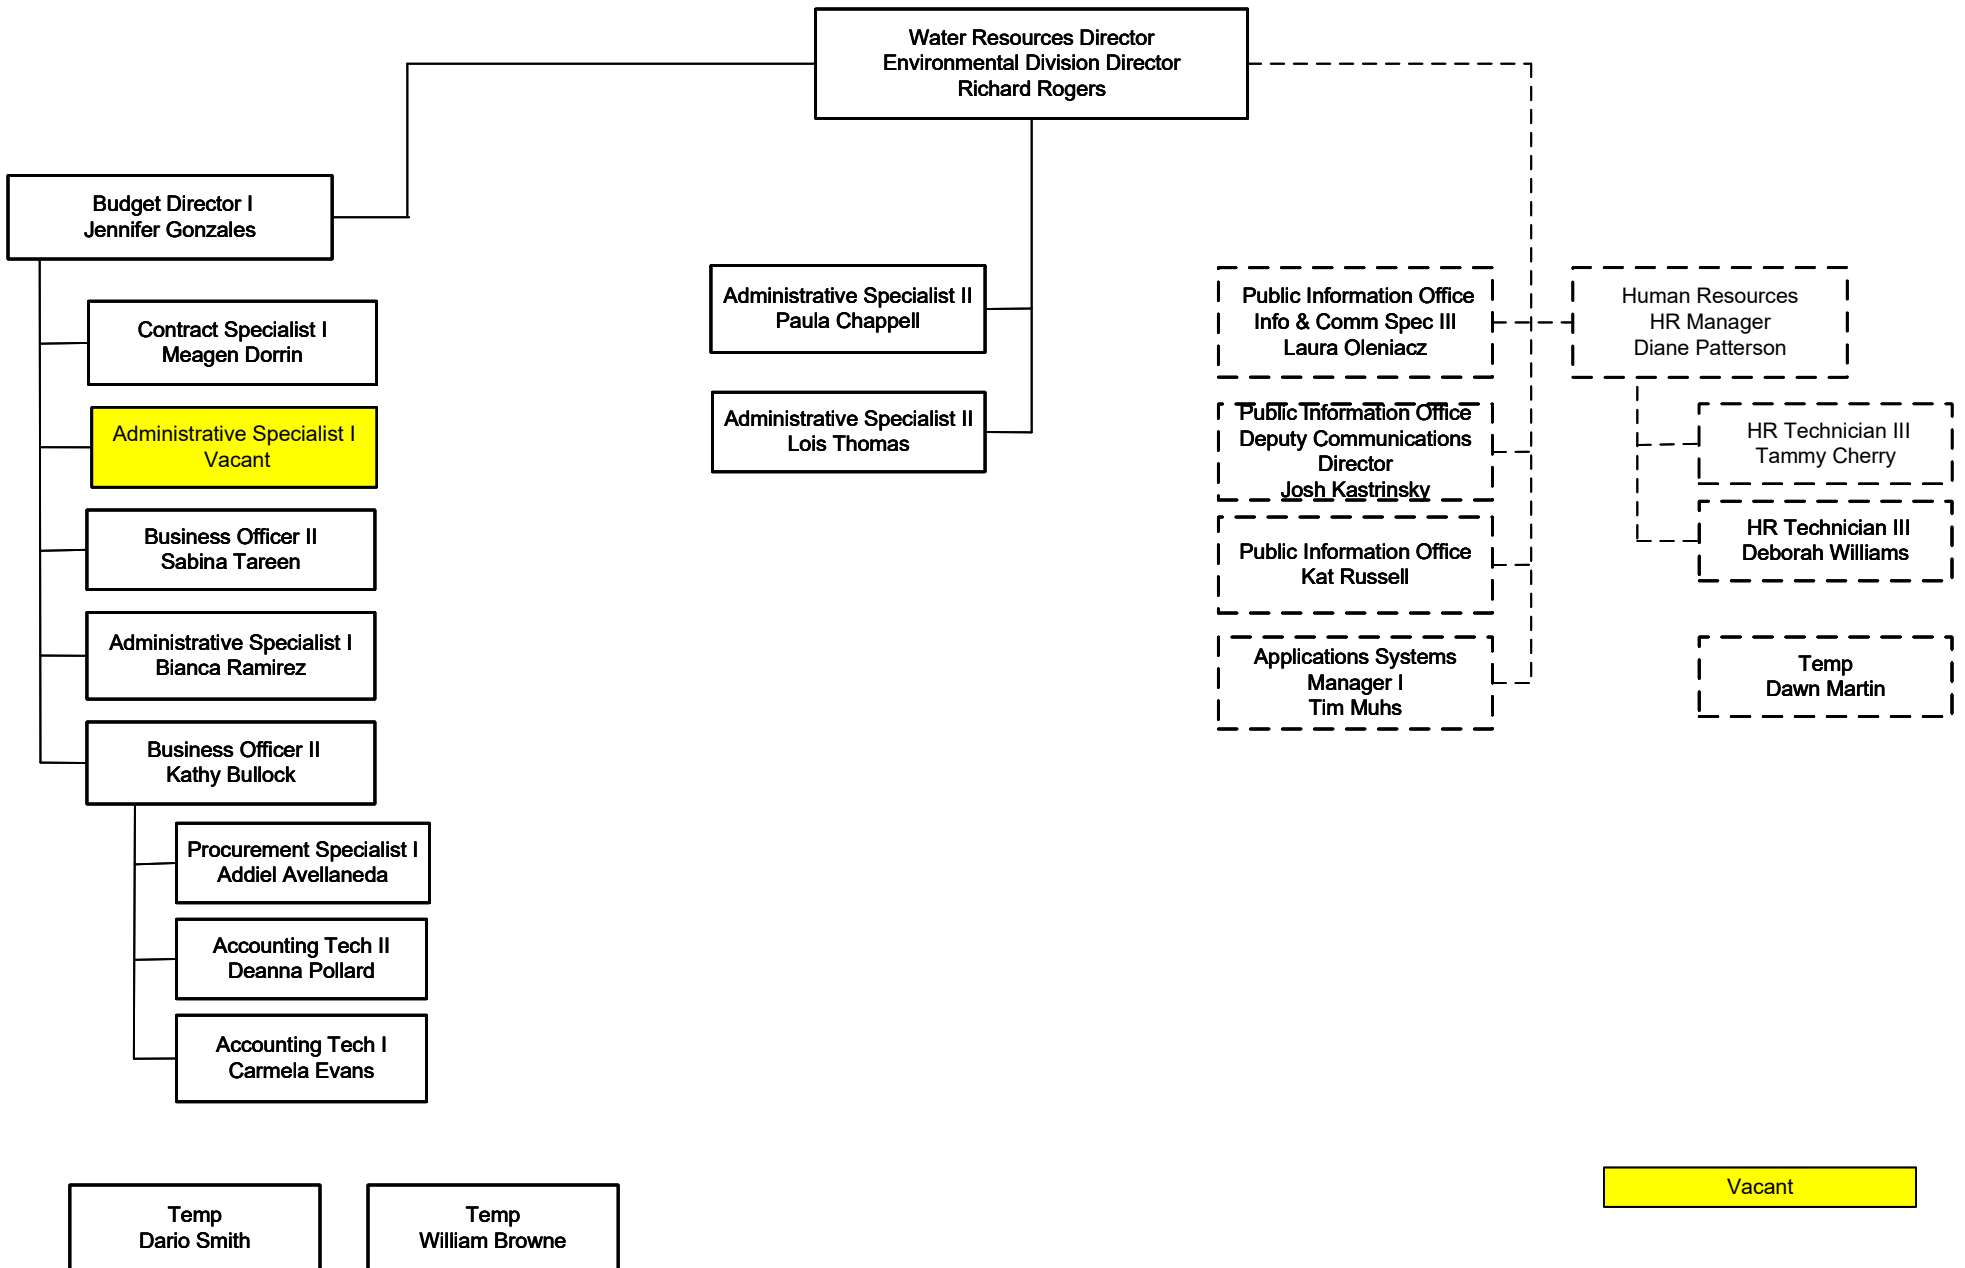 Water Resources Director
Environmental Division Director
Richard Rogers
Budget Director I
Jennifer Gonzales
Contract Specialist I
Meagen Dorrin
Administrative Specialist I
Vacant
Business Officer II
Sabina Tareen
Administrative Specialist I
Bianca Ramirez
Business Officer II
Kathy Bullock
Procurement Specialist I
Addiel Avellaneda
Accounting Tech II
Deanna Pollard
Accounting Tech I
Carmela Evans
Temp
Dario Smith
Temp
William Browne
Administrative Specialist II
Paula Chappell
Administrative Specialist II
Lois Thomas
Public Information Office
Info & Comm Spec III
Laura Oleniacz
Public Information Office
Deputy Communications
Director
Josh Kastrinsky
Public Information Office
Kat Russell
Applications Systems
Manager I
Tim Muhs
Human Resources
HR Manager
Diane Patterson
HR Technician III
Tammy Cherry
HR Technician III
Deborah Williams
Temp
Dawn Martin
Vacant